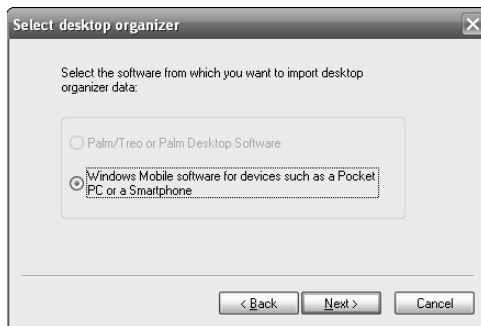 Select desktop organizer
Select the software from which you want to import desktop
organizer data:
Palm/Treo or Palm Desktop Software
Windows Mobile software for devices such as a Pocket
PC or a Smartphone
< Back
Next >
Cancel